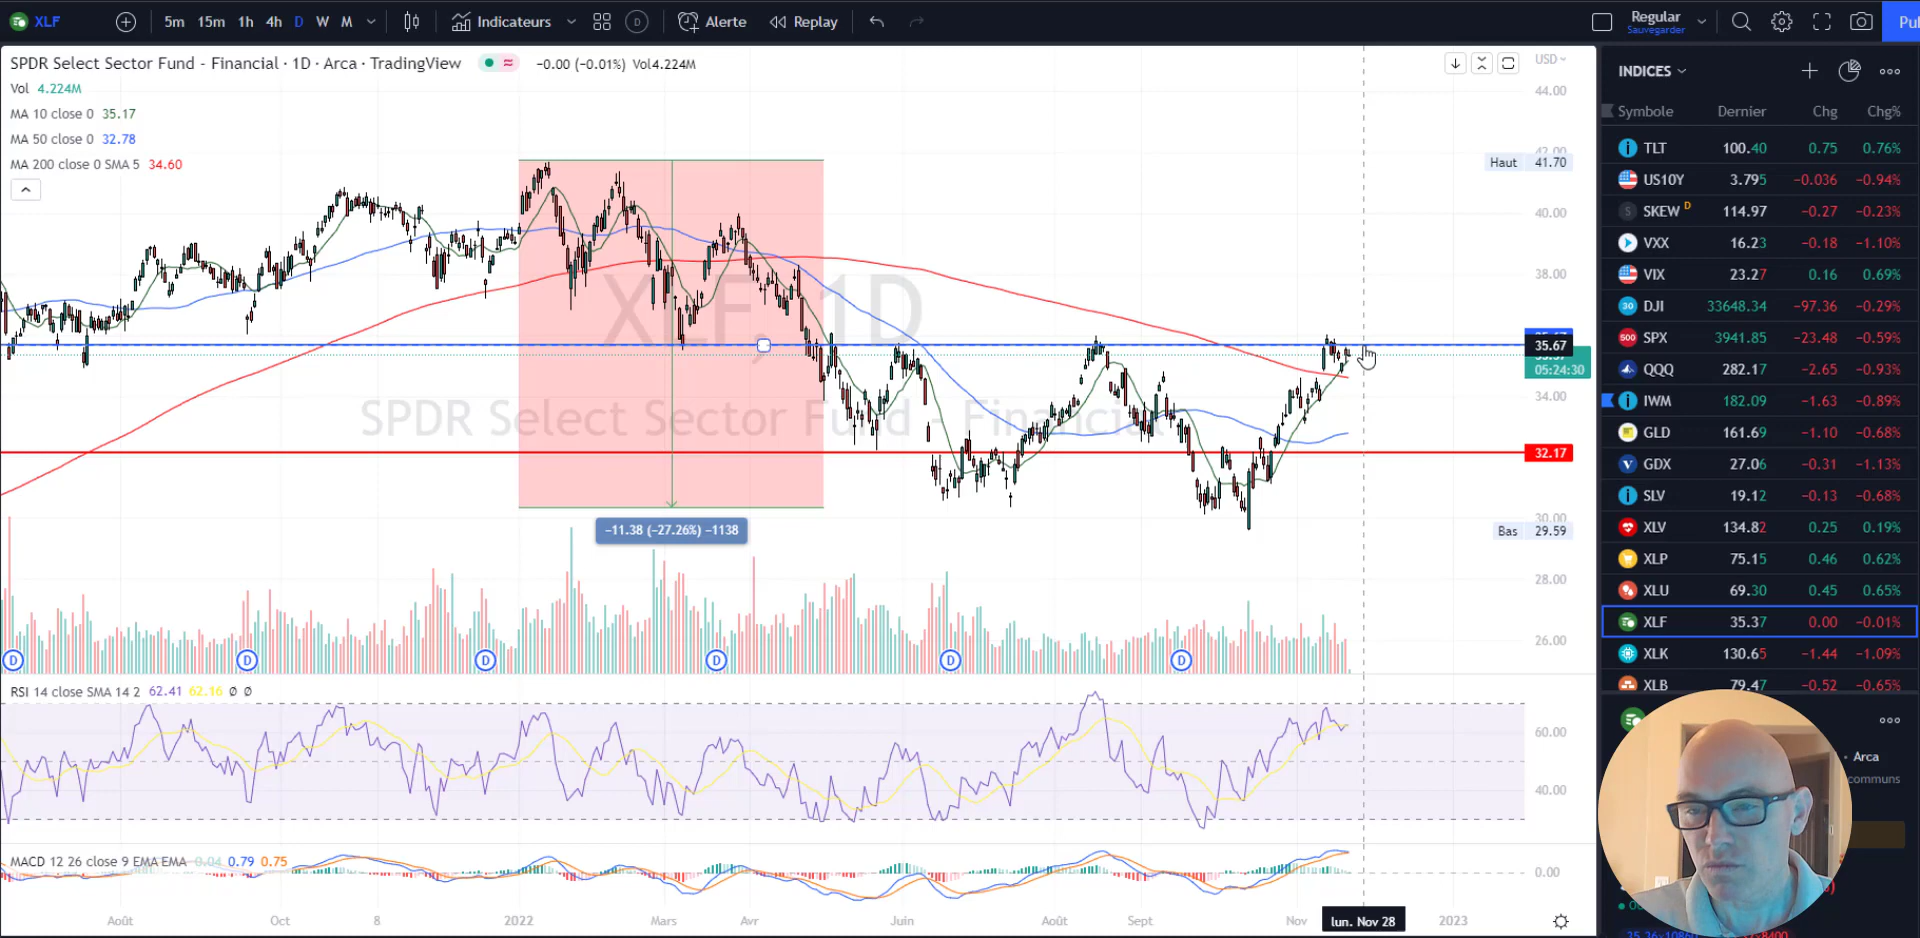 XLF
5m 15m 1h 4h D W M
Indicateurs
D
Alerte
Replay
Regular
Sauvegarder
SPDR Select Sector Fund - Financial · 1D · Arca · TradingView
−0.00 (−0.01%) Vol4.224M
Vol 4.224M
MA 10 close 0 35.17
MA 50 close 0 32.78
MA 200 close 0 SMA 5 34.60
XLF, 1D
SPDR Select Sector Fund - Financial
−11.38 (−27.26%) −1138
USD
44.00
42.00
Haut 41.70
40.00
38.00
35.67
05:24:30
34.00
32.17
30.00
Bas 29.59
28.00
26.00
D D D D D D
RSI 14 close SMA 14 2 62.41 62.16 Ø Ø
60.00
40.00
MACD 12 26 close 9 EMA EMA 0.04 0.79 0.75
0.00
Août Oct 8 2022 Mars Avr Juin Août Sept Nov lun. Nov 28 2023
INDICES
Symbole Dernier Chg Chg%
TLT 100.40 0.75 0.76%
US10Y 3.795 −0.036 −0.94%
SKEW D 114.97 −0.27 −0.23%
VXX 16.23 −0.18 −1.10%
VIX 23.27 0.16 0.69%
30 DJI 33648.34 −97.36 −0.29%
500 SPX 3941.85 −23.48 −0.59%
QQQ 282.17 −2.65 −0.93%
IWM 182.09 −1.63 −0.89%
GLD 161.69 −1.10 −0.68%
GDX 27.06 −0.31 −1.13%
SLV 19.12 −0.13 −0.68%
XLV 134.82 0.25 0.19%
XLP 75.15 0.46 0.62%
XLU 69.30 0.45 0.65%
XLF 35.37 0.00 −0.01%
XLK 130.65 −1.44 −1.09%
XLB 79.47 −0.52 −0.65%
Arca
communs